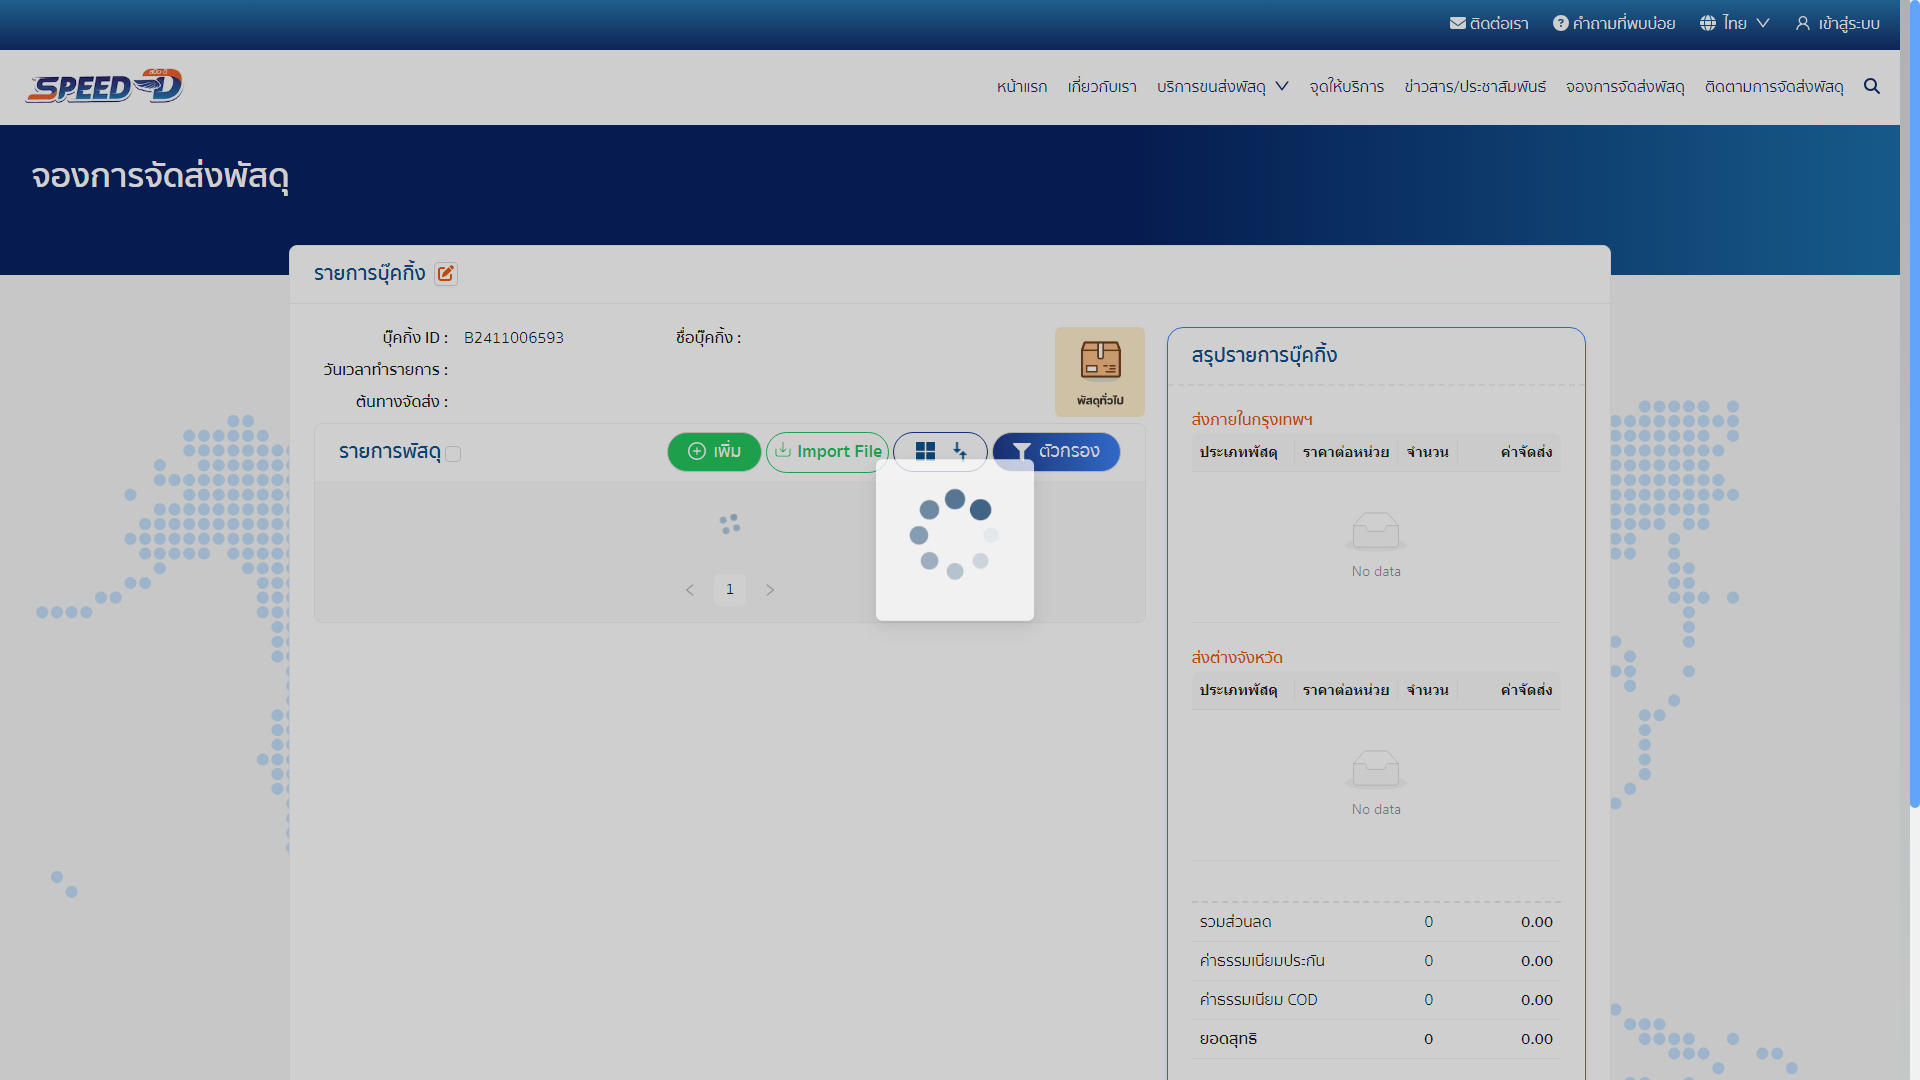 ติดต่อเรา
คำถามที่พบบ่อย
ไทย
เข้าสู่ระบบ
SPEED-D
สปีด-ดี
หน้าแรก
เกี่ยวกับเรา
บริการขนส่งพัสดุ
จุดให้บริการ
ข่าวสาร/ประชาสัมพันธ์
จองการจัดส่งพัสดุ
ติดตามการจัดส่งพัสดุ
จองการจัดส่งพัสดุ
รายการบุ๊คกิ้ง
บุ๊คกิ้ง ID : B2411006593
ชื่อบุ๊คกิ้ง :
วันเวลาทำรายการ :
ต้นทางจัดส่ง :
พัสดุทั่วไป
รายการพัสดุ
เพิ่ม
Import File
ตัวกรอง
1
สรุปรายการบุ๊คกิ้ง
ส่งภายในกรุงเทพฯ
ประเภทพัสดุ ราคาต่อหน่วย จำนวน ค่าจัดส่ง
No data
ส่งต่างจังหวัด
ประเภทพัสดุ ราคาต่อหน่วย จำนวน ค่าจัดส่ง
No data
รวมส่วนลด 0 0.00
ค่าธรรมเนียมประกัน 0 0.00
ค่าธรรมเนียม COD 0 0.00
ยอดสุทธิ 0 0.00